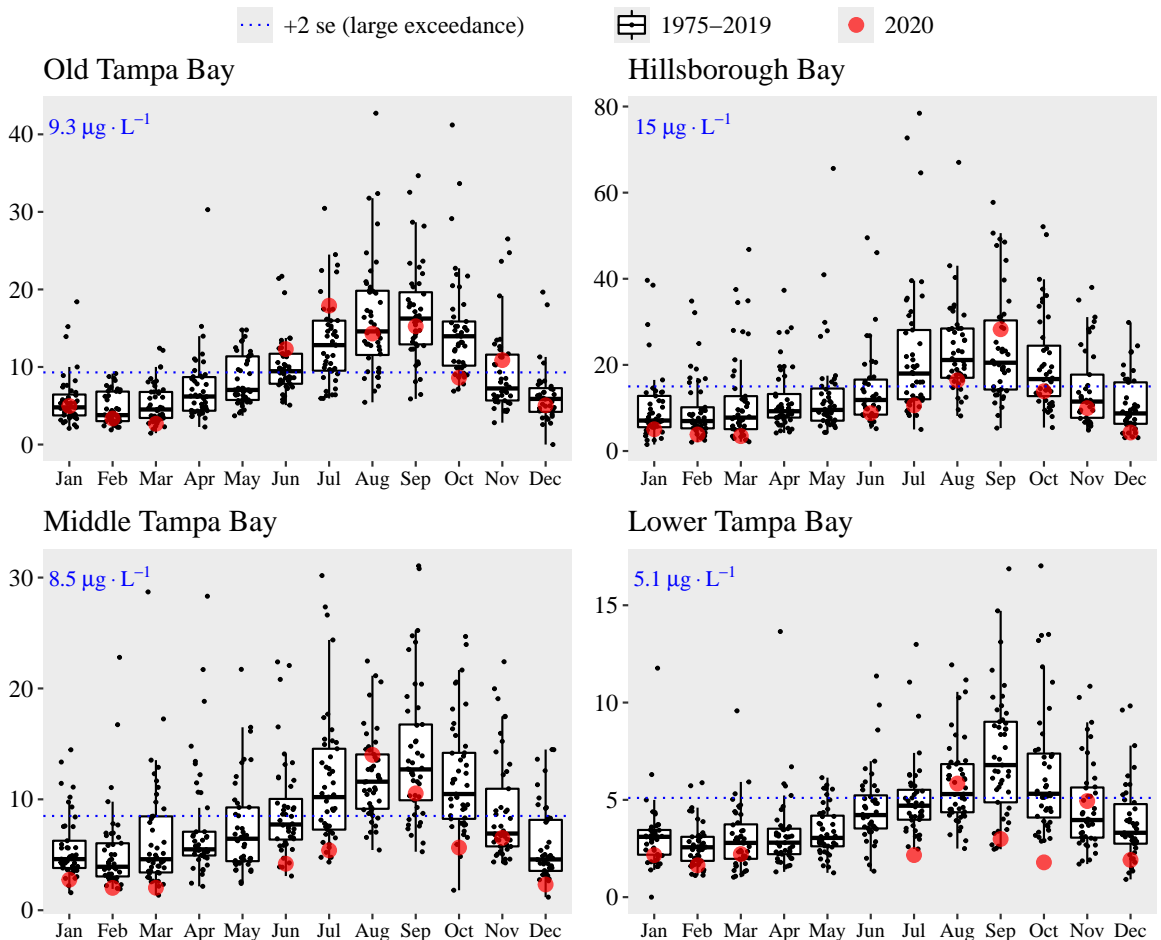 +2 se (large exceedance) 1975−2019 2020
Old Tampa Bay
9.3 μg · L⁻¹
40
30
20
10
0
Jan Feb Mar Apr May Jun Jul Aug Sep Oct Nov Dec
Hillsborough Bay
15 μg · L⁻¹
80
60
40
20
0
Jan Feb Mar Apr May Jun Jul Aug Sep Oct Nov Dec
Middle Tampa Bay
8.5 μg · L⁻¹
30
20
10
0
Jan Feb Mar Apr May Jun Jul Aug Sep Oct Nov Dec
Lower Tampa Bay
5.1 μg · L⁻¹
15
10
5
0
Jan Feb Mar Apr May Jun Jul Aug Sep Oct Nov Dec